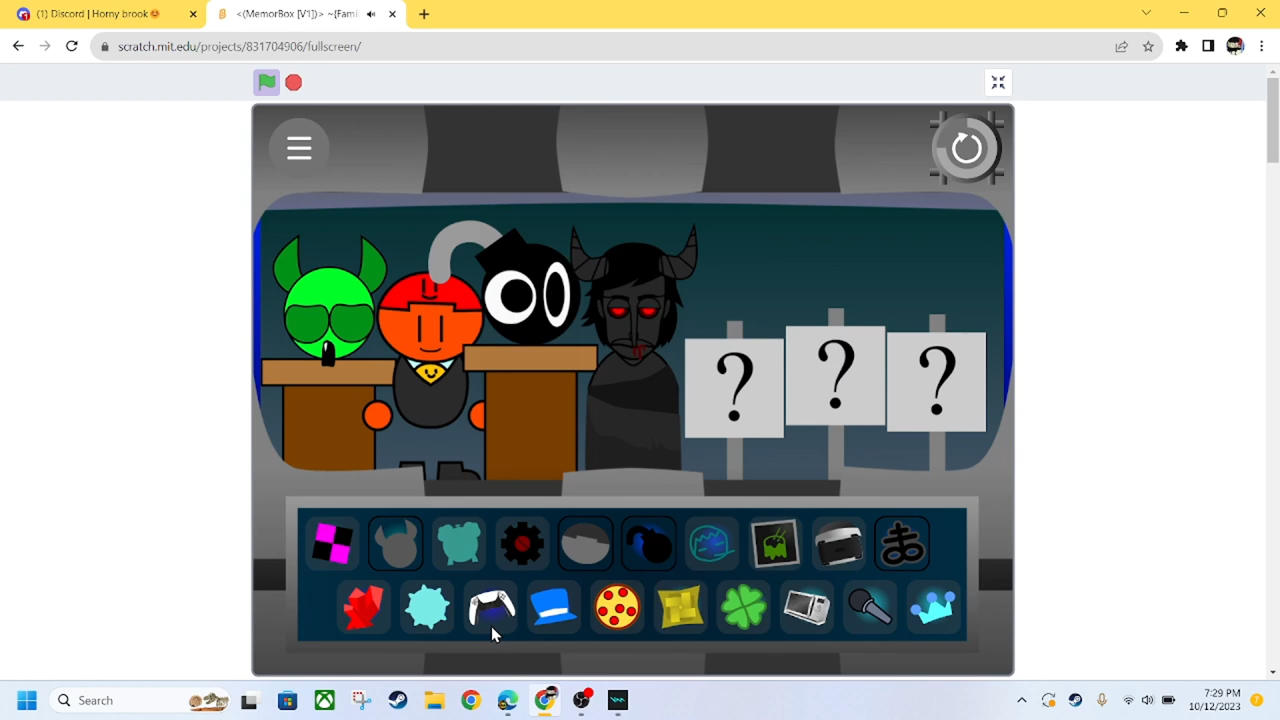 (1) Discord | Horny brook🥵
<(MemorBox [V1])> ~{Fami
scratch.mit.edu/projects/831704906/fullscreen/
? ? ?
Search
7:29 PM
10/12/2023